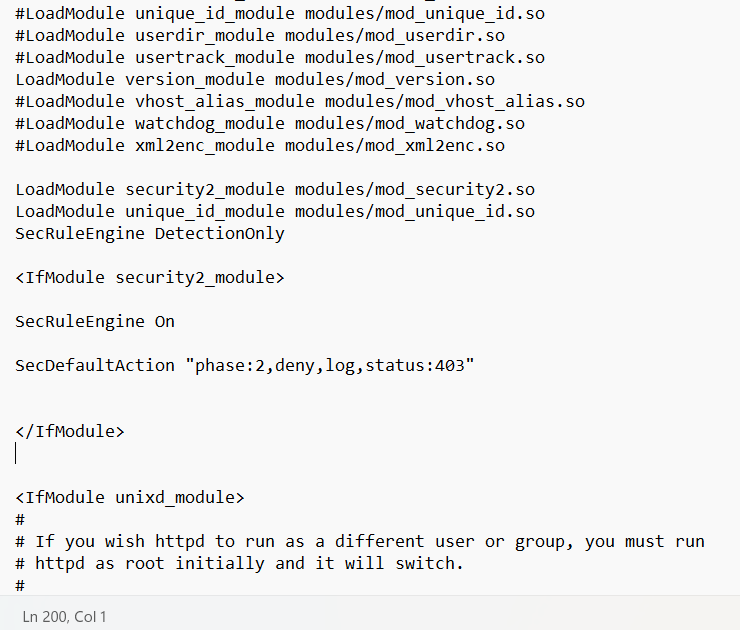 #LoadModule unique_id_module modules/mod_unique_id.so
#LoadModule userdir_module modules/mod_userdir.so
#LoadModule usertrack_module modules/mod_usertrack.so
LoadModule version_module modules/mod_version.so
#LoadModule vhost_alias_module modules/mod_vhost_alias.so
#LoadModule watchdog_module modules/mod_watchdog.so
#LoadModule xml2enc_module modules/mod_xml2enc.so
LoadModule security2_module modules/mod_security2.so
LoadModule unique_id_module modules/mod_unique_id.so
SecRuleEngine DetectionOnly
<IfModule security2_module>
SecRuleEngine On
SecDefaultAction "phase:2,deny,log,status:403"
</IfModule>
<IfModule unixd_module>
#
# If you wish httpd to run as a different user or group, you must run
# httpd as root initially and it will switch.
#
Ln 200, Col 1